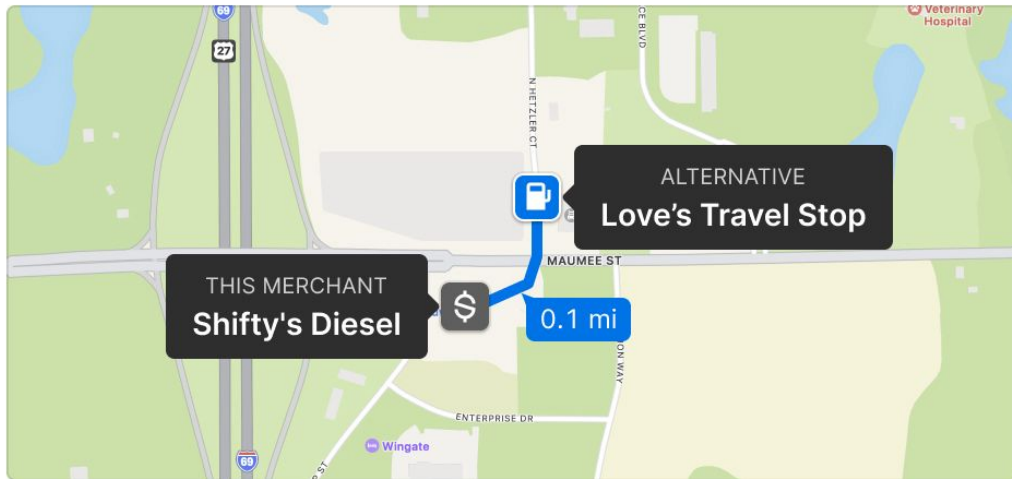 69
27
CE BLVD
Veterinary
Hospital
N HETZLER CT
ALTERNATIVE
Love’s Travel Stop
MAUMEE ST
THIS MERCHANT
Shifty's Diesel
$
0.1 mi
ON WAY
ENTERPRISE DR
Wingate
69
P ST